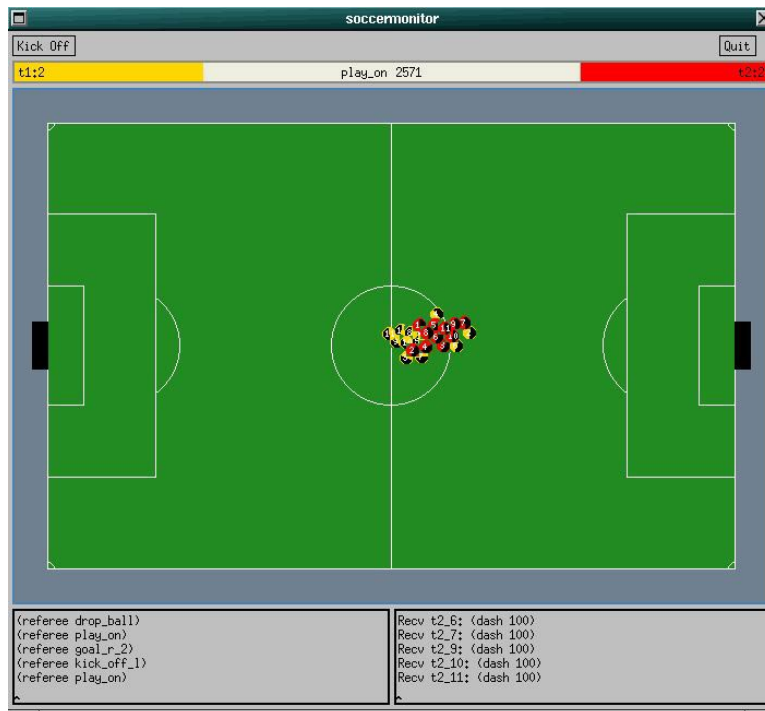 soccermonitor
Kick Off
Quit
t1:2
play_on 2571
t2:2
(referee drop_ball)
(referee play_on)
(referee goal_r_2)
(referee kick_off_l)
(referee play_on)
^
Recv t2_6: (dash 100)
Recv t2_7: (dash 100)
Recv t2_9: (dash 100)
Recv t2_10: (dash 100)
Recv t2_11: (dash 100)
^